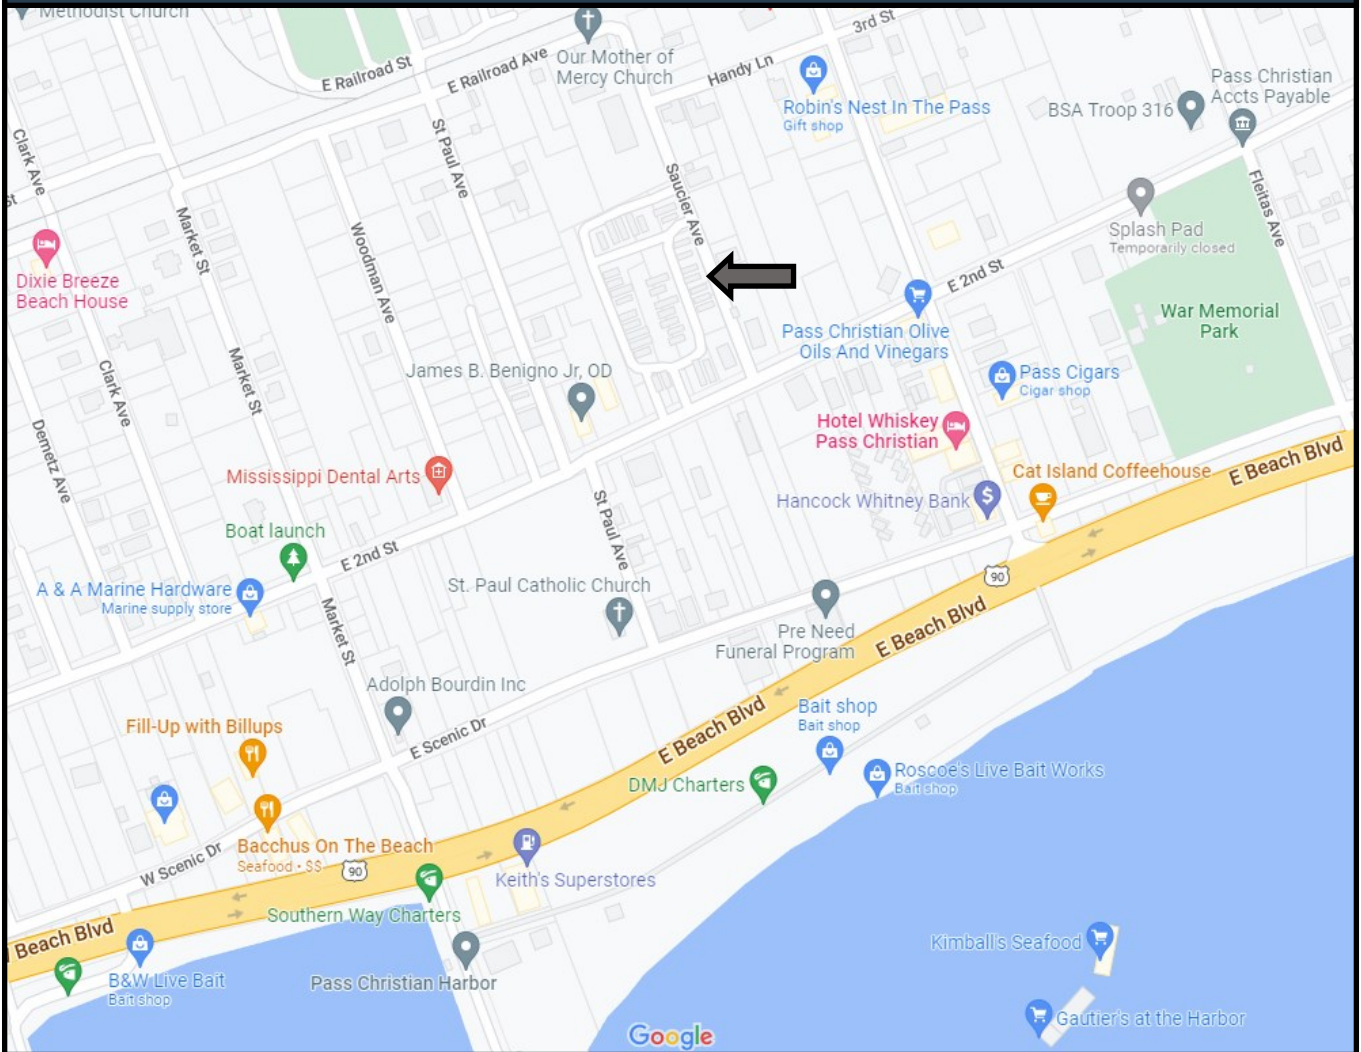 Methodist Church
3rd St
Our Mother of
Mercy Church
E Railroad St
E Railroad Ave
Handy Ln
Robin's Nest In The Pass
Gift shop
Pass Christian
Accts Payable
BSA Troop 316
Clark Ave
St Paul Ave
St
Saucier Ave
Fleitas Ave
Market St
Woodman Ave
Splash Pad
Temporarily closed
Dixie Breeze
Beach House
E 2nd St
War Memorial
Park
Pass Christian Olive
Oils And Vinegars
Market St
Clark Ave
James B. Benigno Jr, OD
Pass Cigars
Cigar shop
Hotel Whiskey
Pass Christian
Demetz Ave
Mississippi Dental Arts
Cat Island Coffeehouse
E Beach Blvd
Hancock Whitney Bank
St Paul Ave
Boat launch
E 2nd St
A & A Marine Hardware
Marine supply store
St. Paul Catholic Church
90
E Beach Blvd
Market St
Pre Need
Funeral Program
Adolph Bourdin Inc
Fill-Up with Billups
E Scenic Dr
E Beach Blvd
Bait shop
Bait shop
DMJ Charters
Roscoe's Live Bait Works
Bait shop
Bacchus On The Beach
Seafood • $$
W Scenic Dr
90
Keith's Superstores
Southern Way Charters
Beach Blvd
B&W Live Bait
Bait shop
Pass Christian Harbor
Kimball's Seafood
Gautier's at the Harbor
Google